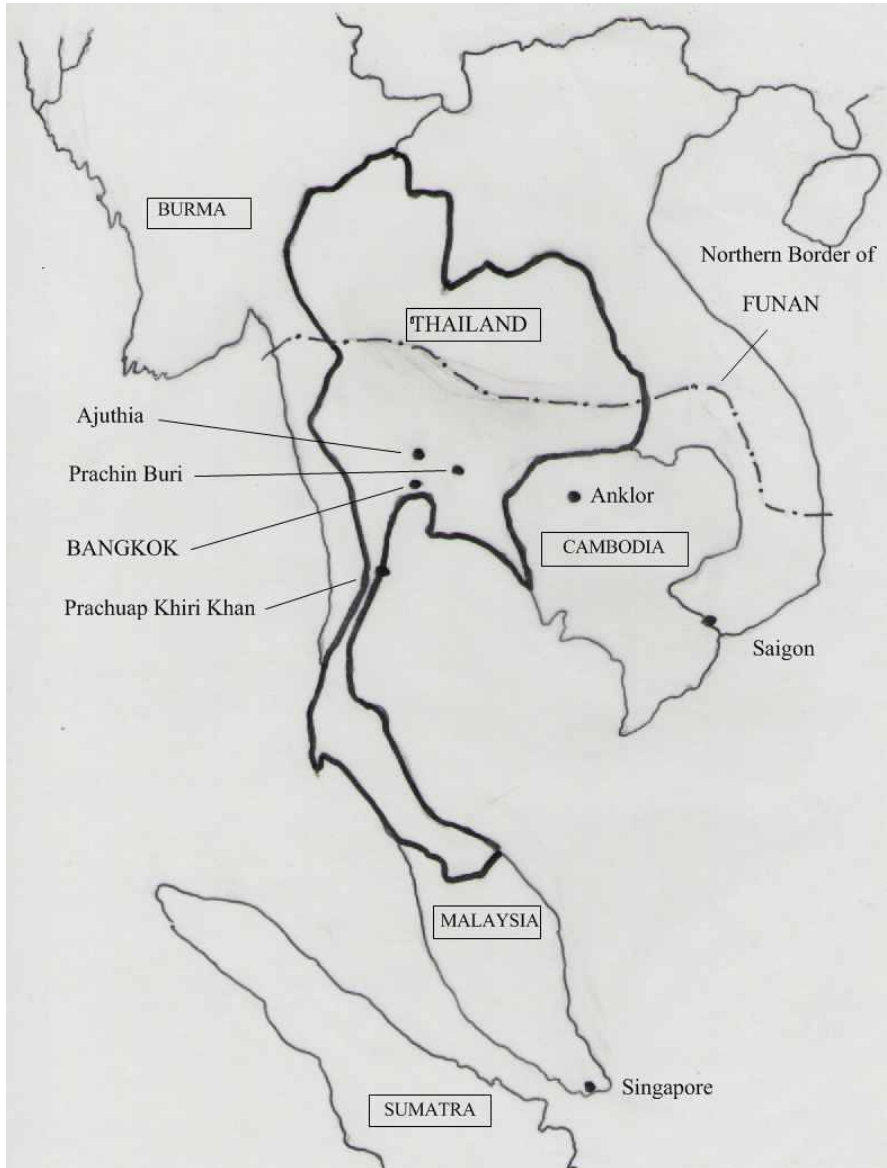 BURMA
Northern Border of
FUNAN
THAILAND
Ajuthia
Prachin Buri
Anklor
BANGKOK
CAMBODIA
Prachuap Khiri Khan
Saigon
MALAYSIA
Singapore
SUMATRA